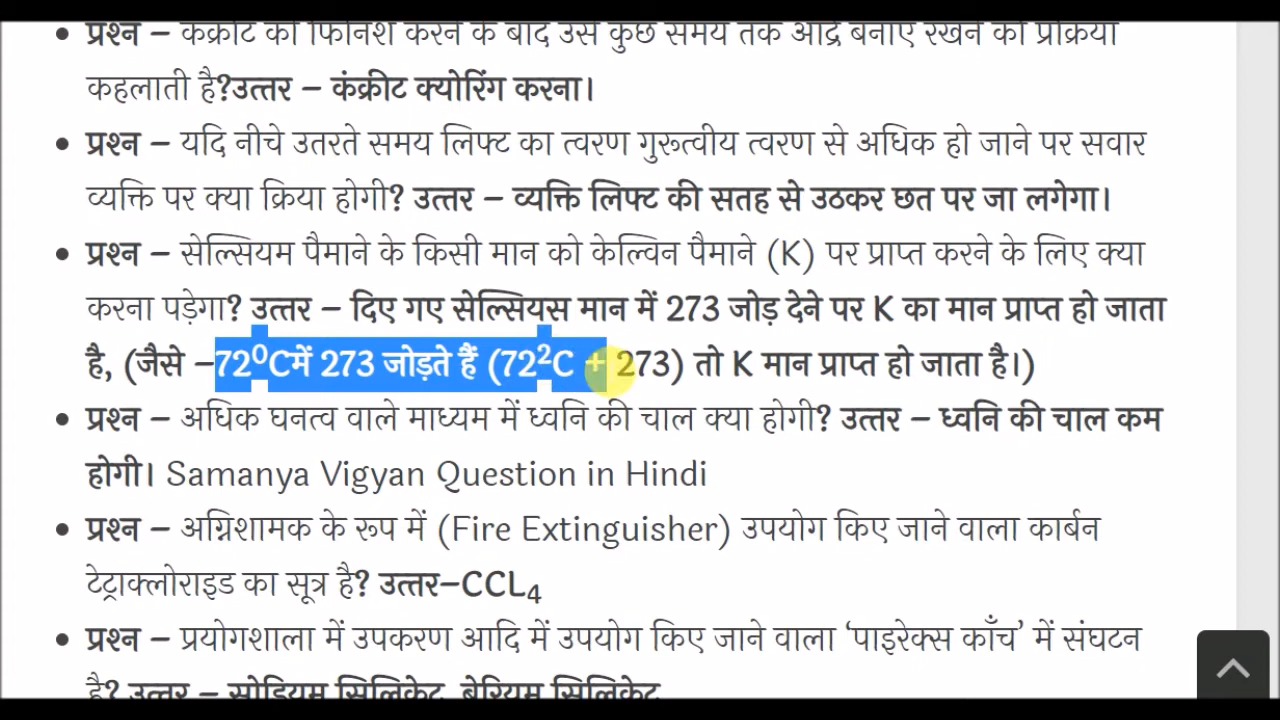 प्रश्न – कंक्रीट को फिनिश करने के बाद उसे कुछ समय तक आर्द्र बनाए रखने की प्रक्रिया
कहलाती है?उत्तर – कंक्रीट क्योरिंग करना।
प्रश्न – यदि नीचे उतरते समय लिफ्ट का त्वरण गुरूत्वीय त्वरण से अधिक हो जाने पर सवार
व्यक्ति पर क्या क्रिया होगी? उत्तर – व्यक्ति लिफ्ट की सतह से उठकर छत पर जा लगेगा।
प्रश्न – सेल्सियम पैमाने के किसी मान को केल्विन पैमाने (K) पर प्राप्त करने के लिए क्या
करना पड़ेगा? उत्तर – दिए गए सेल्सियस मान में 273 जोड़ देने पर K का मान प्राप्त हो जाता
है, (जैसे –72⁰Cमें 273 जोड़ते हैं (72²C + 273) तो K मान प्राप्त हो जाता है।)
प्रश्न – अधिक घनत्व वाले माध्यम में ध्वनि की चाल क्या होगी? उत्तर – ध्वनि की चाल कम
होगी। Samanya Vigyan Question in Hindi
प्रश्न – अग्निशामक के रूप में (Fire Extinguisher) उपयोग किए जाने वाला कार्बन
टेट्राक्लोराइड का सूत्र है? उत्तर–CCL₄
प्रश्न – प्रयोगशाला में उपकरण आदि में उपयोग किए जाने वाला ‘पाइरेक्स काँच’ में संघटन
है? उत्तर – सोडियम सिलिकेट, बेरियम सिलिकेट